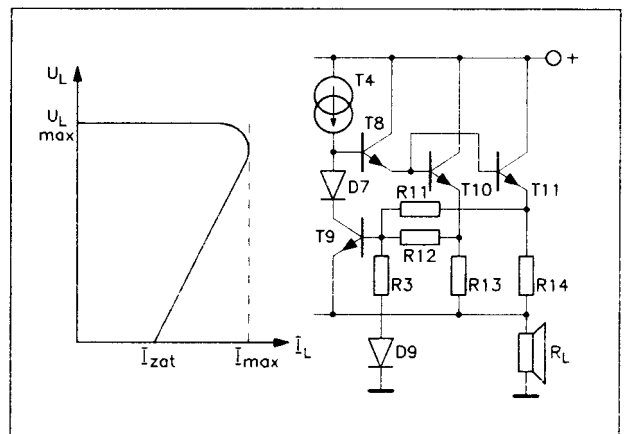 U_L
U_L max
I_zat
I_max
I_L
+
T4
T8
D7
T10
T11
R11
T9
R12
R3
R13
R14
D9
R_L